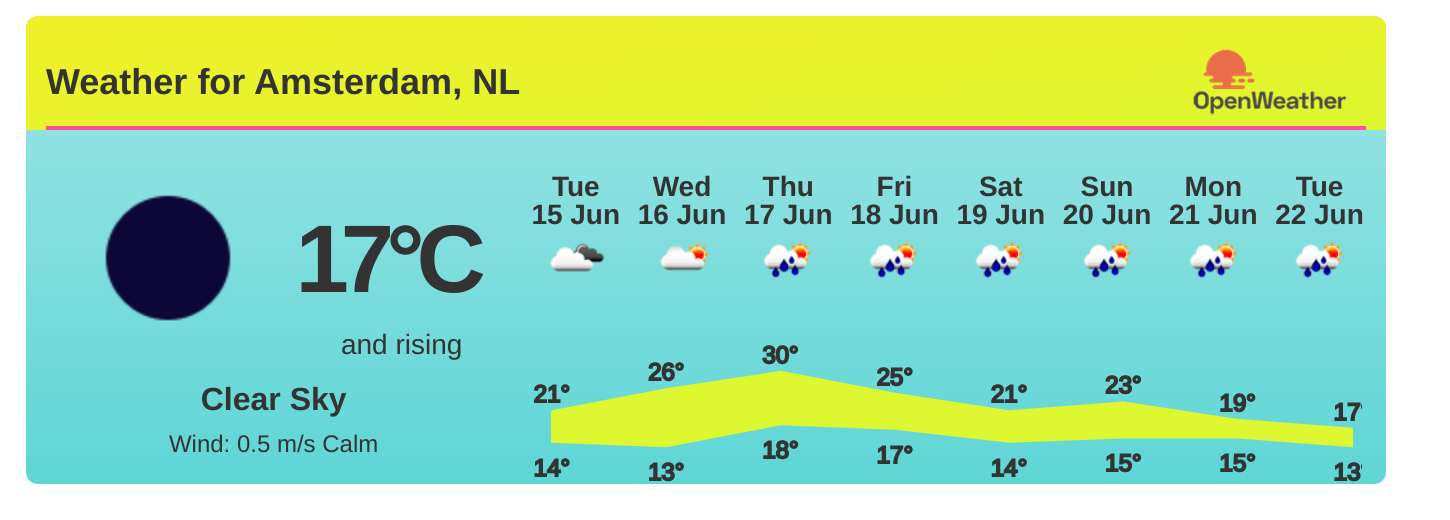 Weather for Amsterdam, NL
OpenWeather
17°C
and rising
Clear Sky
Wind: 0.5 m/s Calm
Tue Wed Thu Fri Sat Sun Mon Tue
15 Jun 16 Jun 17 Jun 18 Jun 19 Jun 20 Jun 21 Jun 22 Jun
21° 26° 30° 25° 21° 23° 19° 17°
14° 13° 18° 17° 14° 15° 15° 13°